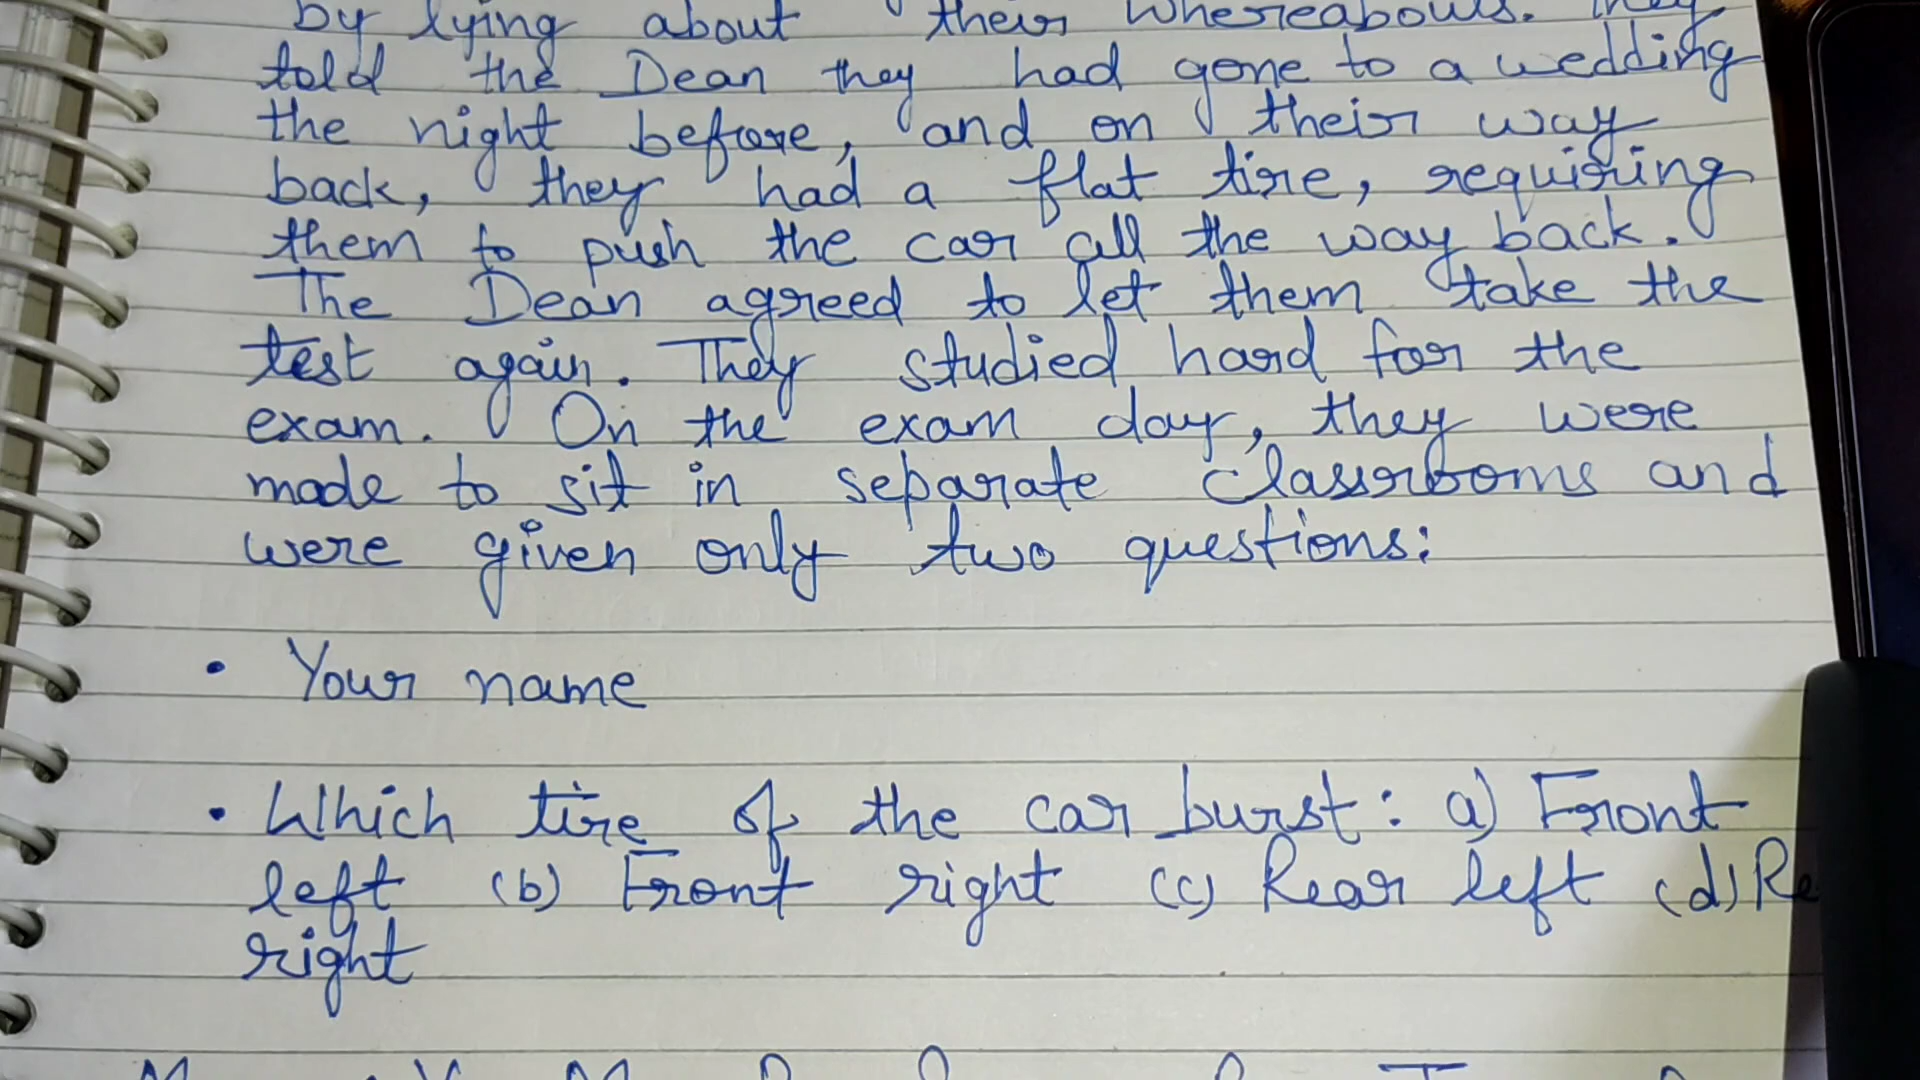 by lying about their whereabouts. They
told the Dean they had gone to a wedding
the night before, and on their way
back, they had a flat tire, requiring
them to push the car all the way back.
The Dean agreed to let them take the
test again. They studied hard for the
exam. On the exam day, they were
made to sit in separate classrooms and
were given only two questions:
• Your name
• Which tire of the car burst: a) Front
left (b) Front right (c) Rear left (d) Re
right